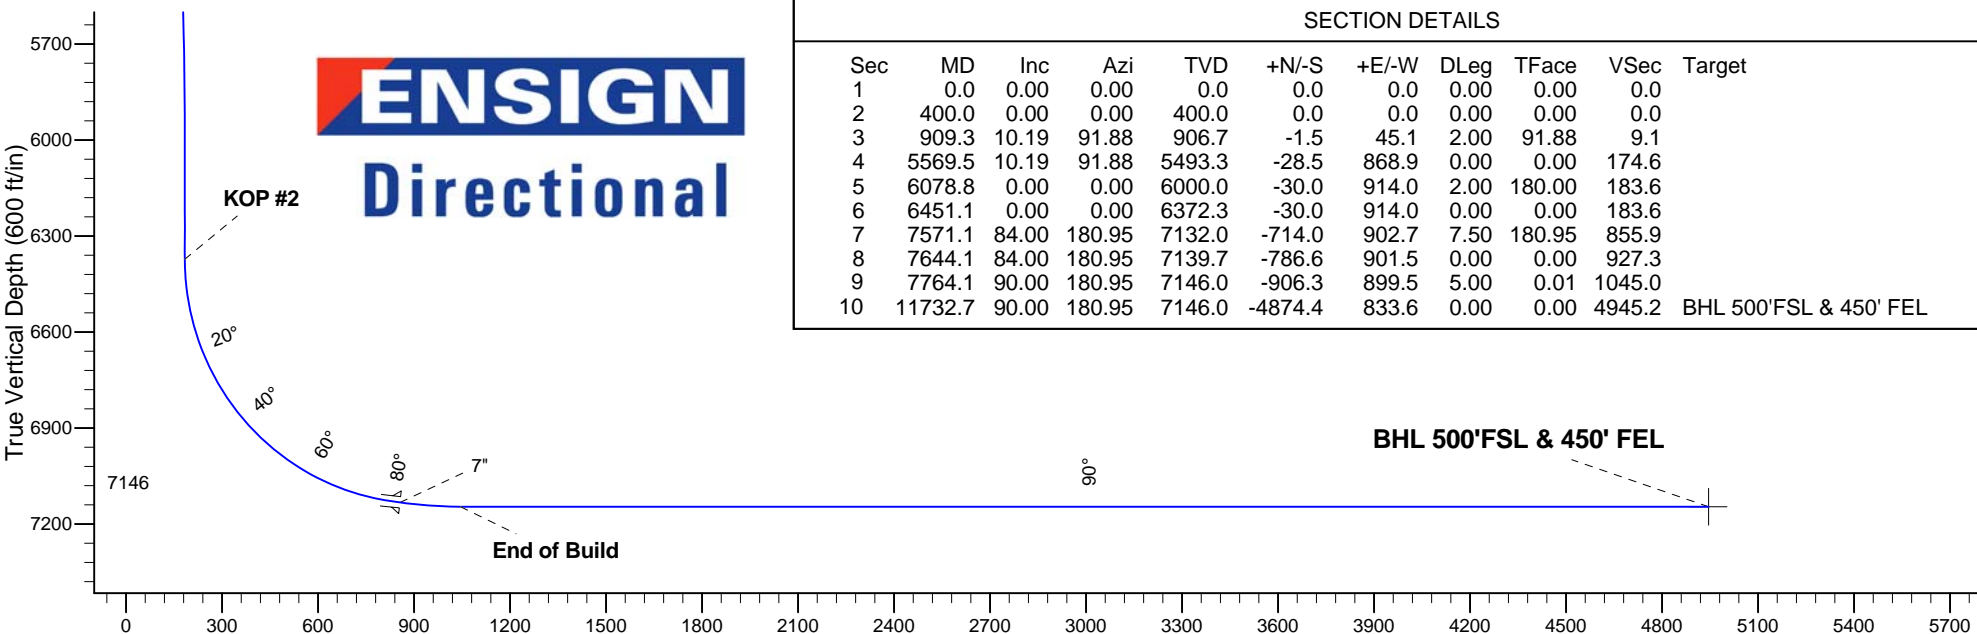 SECTION DETAILS
Sec MD Inc Azi TVD +N/-S +E/-W DLeg TFace VSec Target
1 0.0 0.00 0.00 0.0 0.0 0.0 0.00 0.00 0.0
2 400.0 0.00 0.00 400.0 0.0 0.0 0.00 0.00 0.0
3 909.3 10.19 91.88 906.7 -1.5 45.1 2.00 91.88 9.1
4 5569.5 10.19 91.88 5493.3 -28.5 868.9 0.00 0.00 174.6
5 6078.8 0.00 0.00 6000.0 -30.0 914.0 2.00 180.00 183.6
6 6451.1 0.00 0.00 6372.3 -30.0 914.0 0.00 0.00 183.6
7 7571.1 84.00 180.95 7132.0 -714.0 902.7 7.50 180.95 855.9
8 7644.1 84.00 180.95 7139.7 -786.6 901.5 0.00 0.00 927.3
9 7764.1 90.00 180.95 7146.0 -906.3 899.5 5.00 0.01 1045.0
10 11732.7 90.00 180.95 7146.0 -4874.4 833.6 0.00 0.00 4945.2 BHL 500'FSL & 450' FEL
ENSIGN
Directional
True Vertical Depth (600 ft/in)
5700
6000
6300
6600
6900
7200
KOP #2
20°
40°
60°
80°
7"
90°
7146
End of Build
BHL 500'FSL & 450' FEL
0 300 600 900 1200 1500 1800 2100 2400 2700 3000 3300 3600 3900 4200 4500 4800 5100 5400 5700